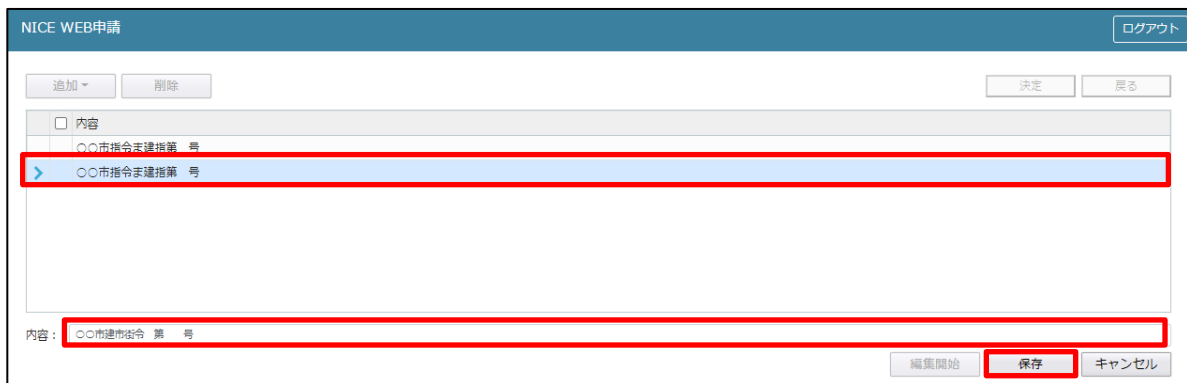 NICE WEB申請 ログアウト
追加 削除 決定 戻る
内容
○○市指令ま建指第　号
○○市指令ま建指第　号
内容： ○○市建市街令　第　　号
編集開始 保存 キャンセル